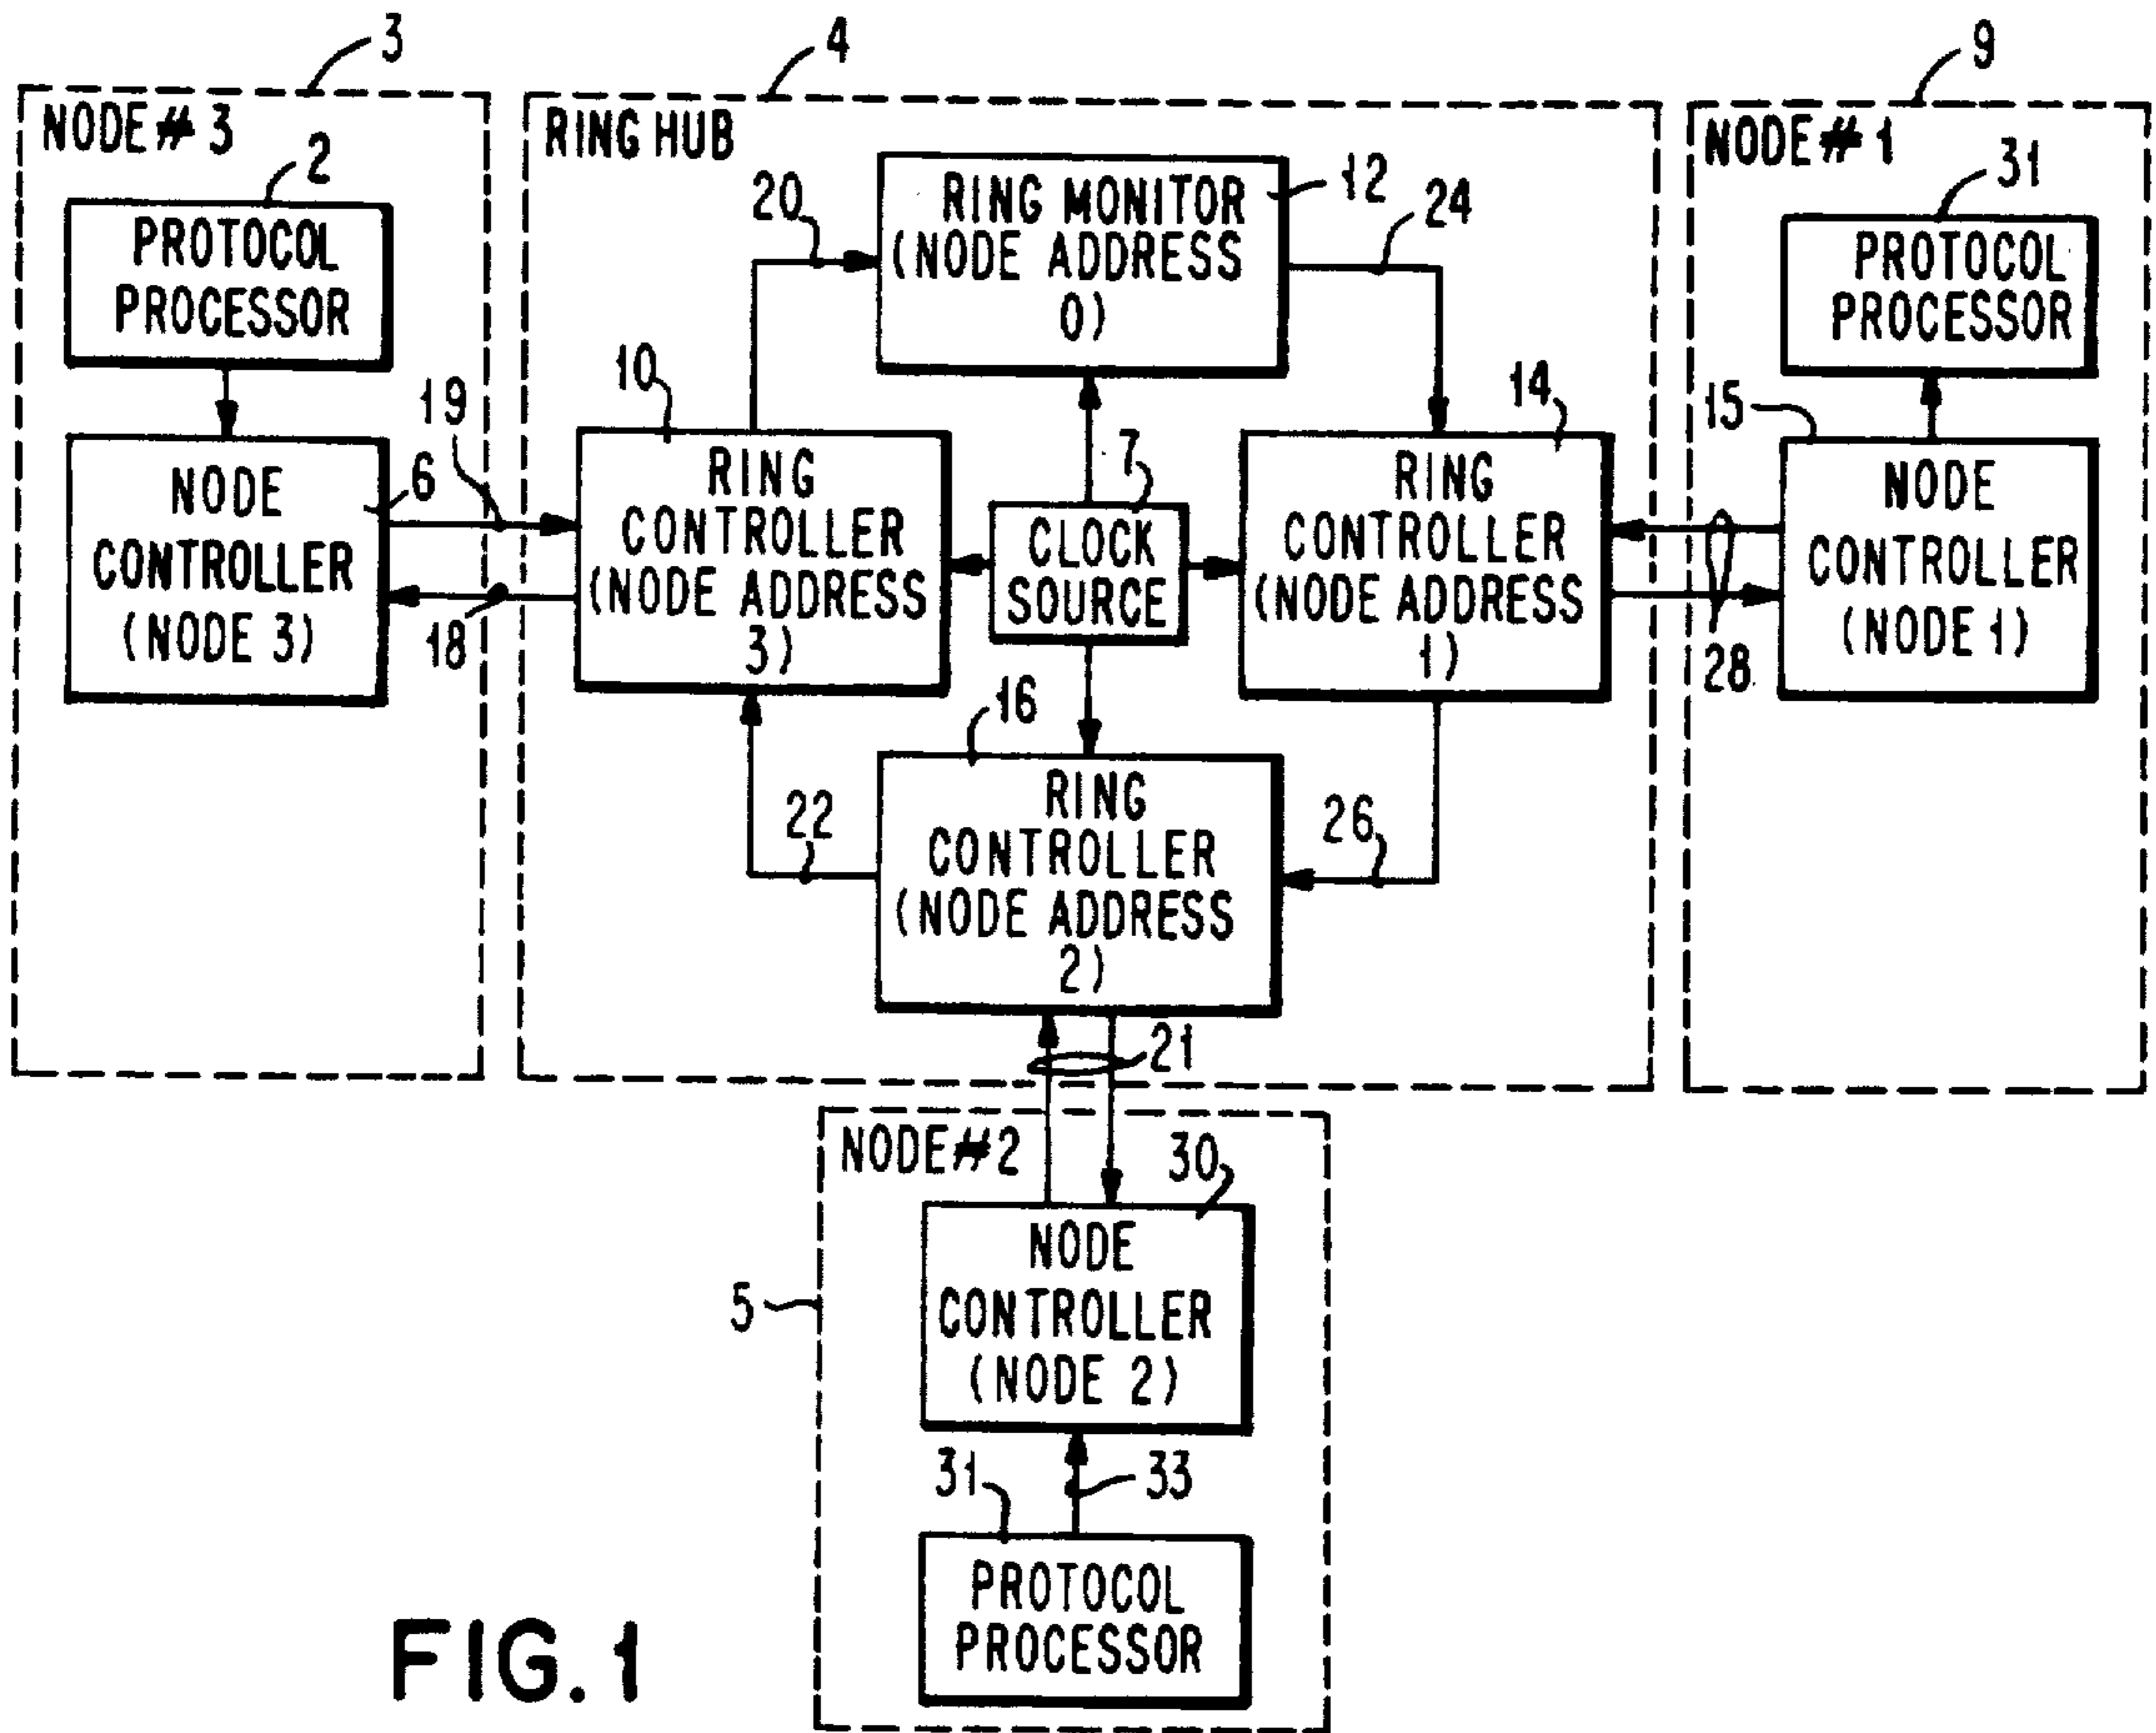 3
4
9
NODE # 3
2
PROTOCOL
PROCESSOR
19
NODE
CONTROLLER
(NODE 3)
6
18
RING HUB
20
RING MONITOR
(NODE ADDRESS
0)
12
24
10
RING
CONTROLLER
(NODE ADDRESS
3)
7
CLOCK
SOURCE
14
RING
CONTROLLER
(NODE ADDRESS
1)
16
RING
CONTROLLER
(NODE ADDRESS
2)
22
26
21
NODE # 1
31
PROTOCOL
PROCESSOR
15
NODE
CONTROLLER
(NODE 1)
28
NODE #2
30
NODE
CONTROLLER
(NODE 2)
5
31
33
PROTOCOL
PROCESSOR
FIG. 1